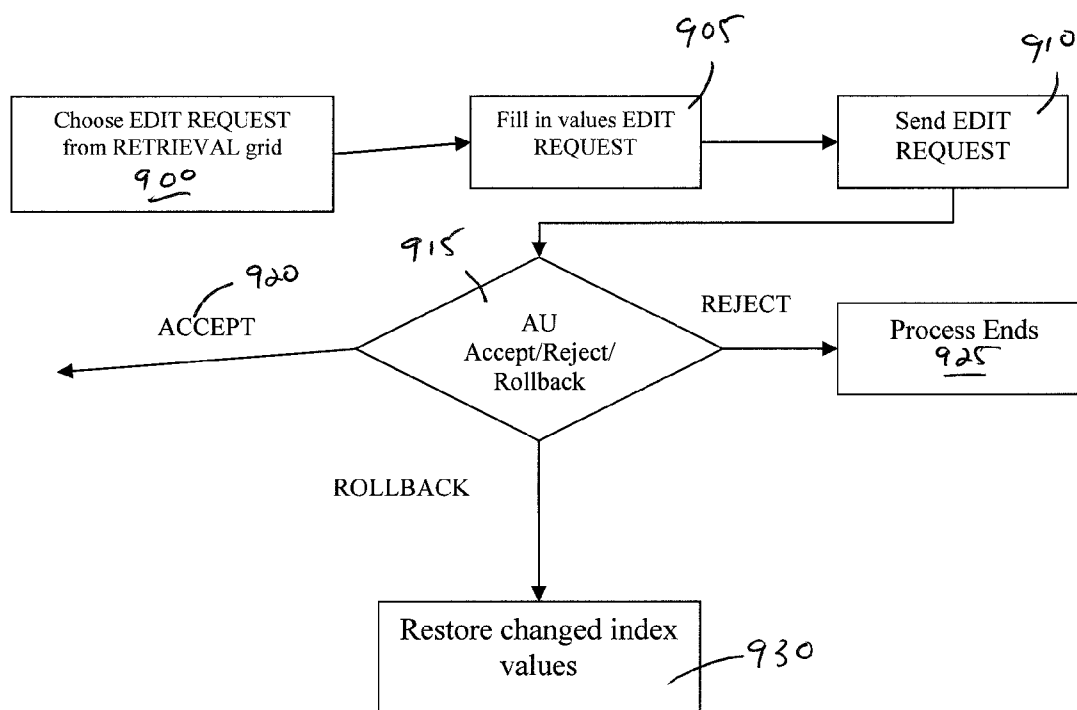 905
910
Choose EDIT REQUEST
from RETRIEVAL grid
900
Fill in values EDIT
REQUEST
Send EDIT
REQUEST
915
920
ACCEPT
AU
Accept/Reject/
Rollback
REJECT
Process Ends
925
ROLLBACK
Restore changed index
values
930